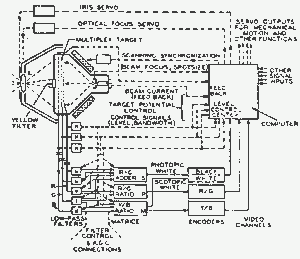 IRIS SERVO
OPTICAL FOCUS SERVO
MULTIPLEX TARGET
SCANNING SYNCHRONIZATION
BEAM FOCUS, SPOTSIZE
BEAM CURRENT
(FEED BACK)
TARGET POTENTIAL
CONTROL
CONTROL SIGNALS
(LEVEL, BANDWIDTH)
SERVO OUTPUTS
FOR MECHANICAL
MOTION AND
OTHER FUNCTIONS
OTHER
SIGNAL
INPUTS
FEED
BACK
LEVEL
COMPUTER
YELLOW
FILTER
LOW-PASS
FILTERS
FILTER
CONTROL
CONNECTIONS
R/G
ADDER S
R/G
RATIO P
Y/B
RATIO M
MATRICE
PHOTOPIC
WHITE
SCOTOPIC
WHITE
BLACK
WHITE
R/G
Y/B
ENCODERS
VIDEO
CHANNELS